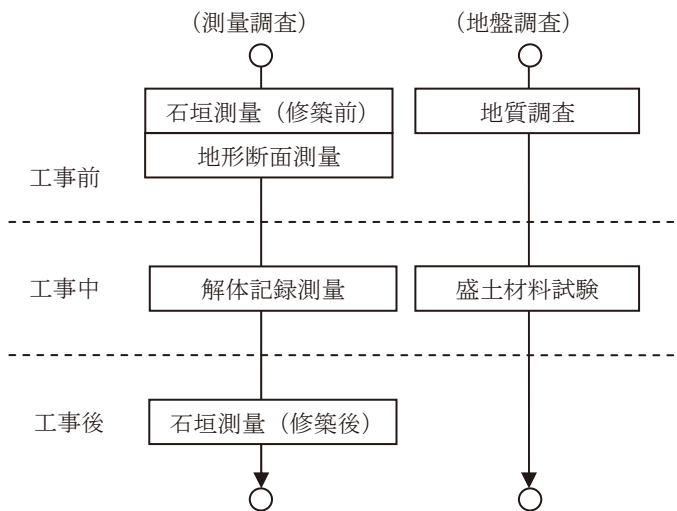 （測量調査）
（地盤調査）
石垣測量（修築前）
地質調査
地形断面測量
工事前
工事中
解体記録測量
盛土材料試験
工事後
石垣測量（修築後）